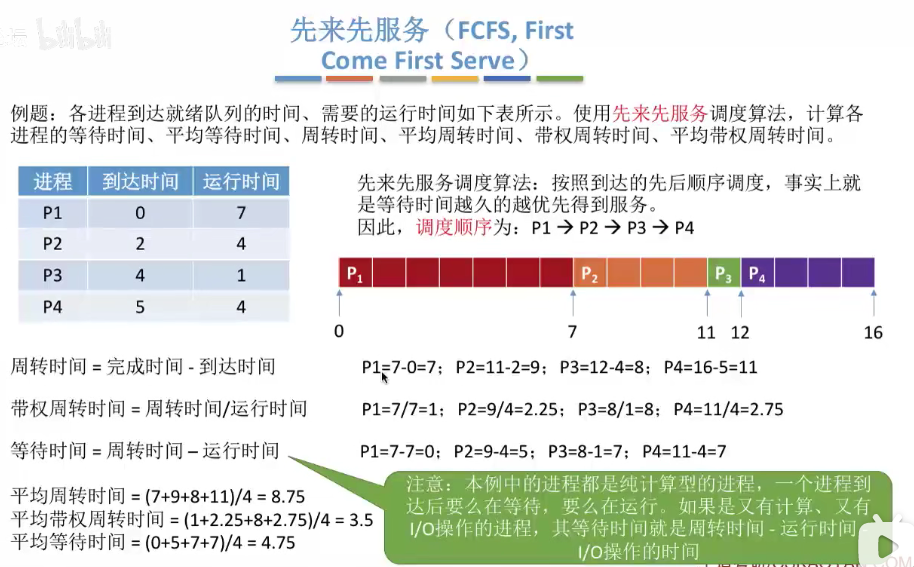 bilibili
先来先服务（FCFS, First
Come First Serve）
例题：各进程到达就绪队列的时间、需要的运行时间如下表所示。使用先来先服务调度算法，计算各
进程的等待时间、平均等待时间、周转时间、平均周转时间、带权周转时间、平均带权周转时间。
进程 到达时间 运行时间
P1 0 7
P2 2 4
P3 4 1
P4 5 4
先来先服务调度算法：按照到达的先后顺序调度，事实上就
是等待时间越久的越优先得到服务。
因此，调度顺序为：P1 → P2 → P3 → P4
P1 P2 P3 P4
0 7 11 12 16
周转时间 = 完成时间 - 到达时间 P1=7-0=7；P2=11-2=9；P3=12-4=8；P4=16-5=11
带权周转时间 = 周转时间/运行时间 P1=7/7=1；P2=9/4=2.25；P3=8/1=8；P4=11/4=2.75
等待时间 = 周转时间 – 运行时间 P1=7-7=0；P2=9-4=5；P3=8-1=7；P4=11-4=7
平均周转时间 = (7+9+8+11)/4 = 8.75
平均带权周转时间 = (1+2.25+8+2.75)/4 = 3.5
平均等待时间 = (0+5+7+7)/4 = 4.75
注意：本例中的进程都是纯计算型的进程，一个进程到
达后要么在等待，要么在运行。如果是又有计算、又有
I/O操作的进程，其等待时间就是周转时间 - 运行时间
I/O操作的时间